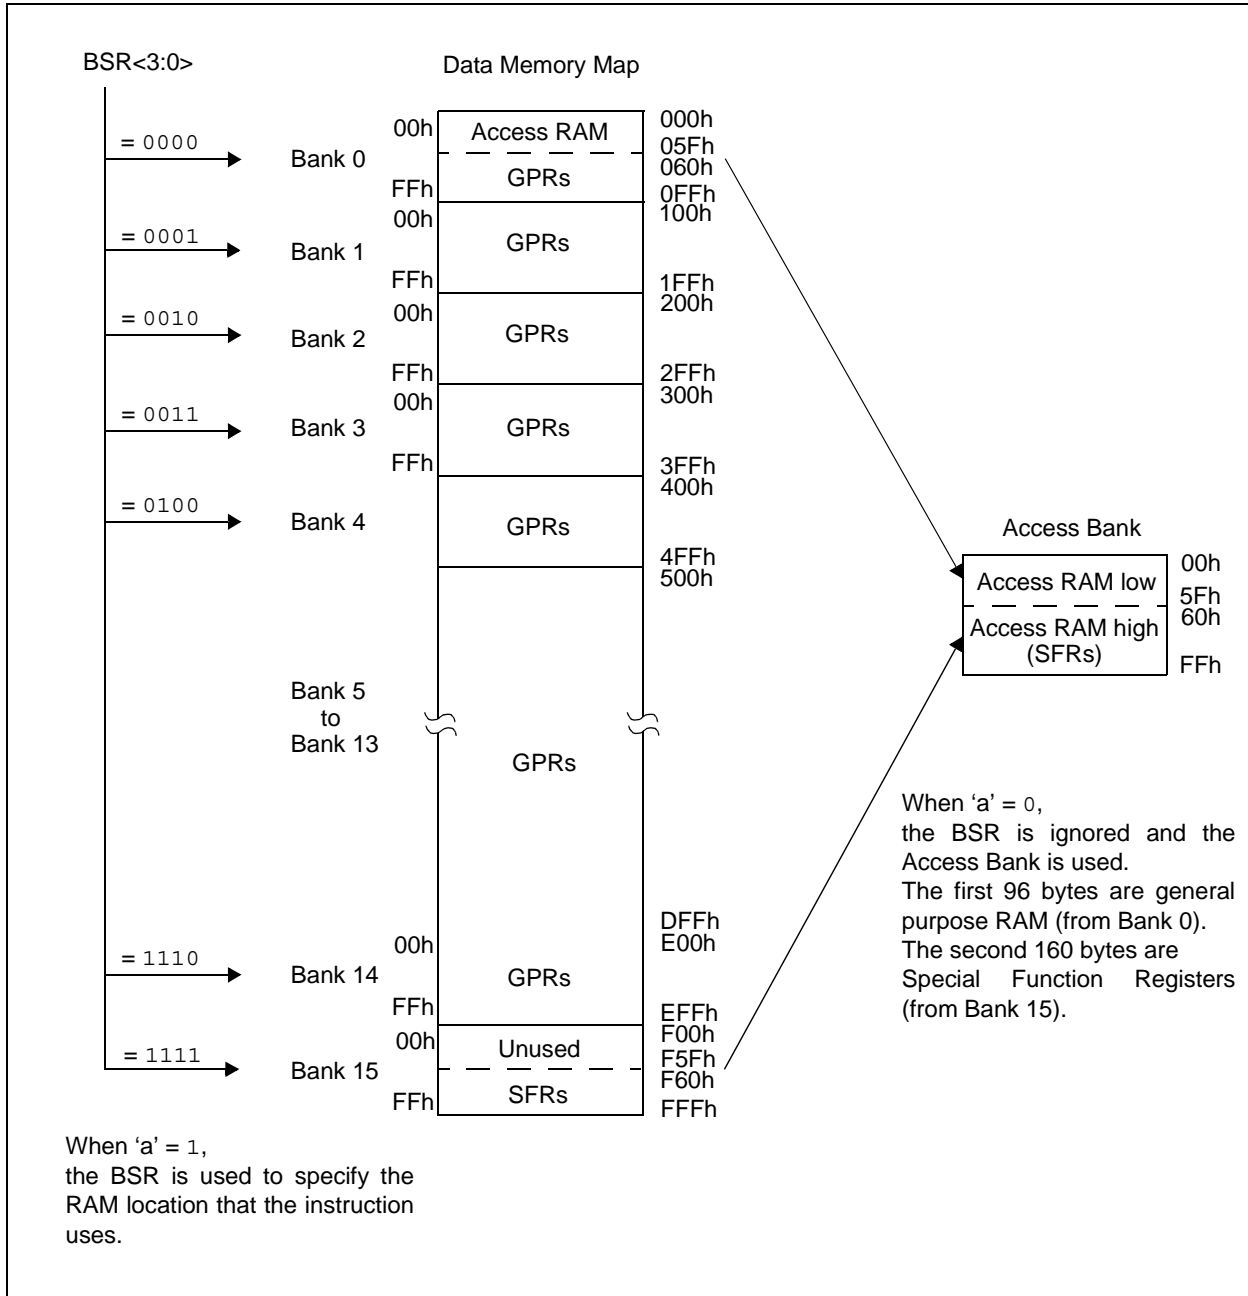 BSR<3:0>
Data Memory Map
= 0000
Bank 0
00h
Access RAM
000h
05Fh
060h
FFh
GPRs
0FFh
100h
= 0001
Bank 1
00h
GPRs
FFh
1FFh
200h
= 0010
Bank 2
00h
GPRs
FFh
2FFh
300h
= 0011
Bank 3
00h
GPRs
FFh
3FFh
400h
= 0100
Bank 4
GPRs
4FFh
500h
Bank 5
to
Bank 13
GPRs
DFFh
E00h
= 1110
Bank 14
00h
GPRs
FFh
EFFh
F00h
= 1111
Bank 15
00h
Unused
F5Fh
F60h
FFh
SFRs
FFFh
When ‘a’ = 1,
the BSR is used to specify the
RAM location that the instruction
uses.
Access Bank
Access RAM low
00h
5Fh
60h
Access RAM high
(SFRs)
FFh
When ‘a’ = 0,
the BSR is ignored and the
Access Bank is used.
The first 96 bytes are general
purpose RAM (from Bank 0).
The second 160 bytes are
Special Function Registers
(from Bank 15).